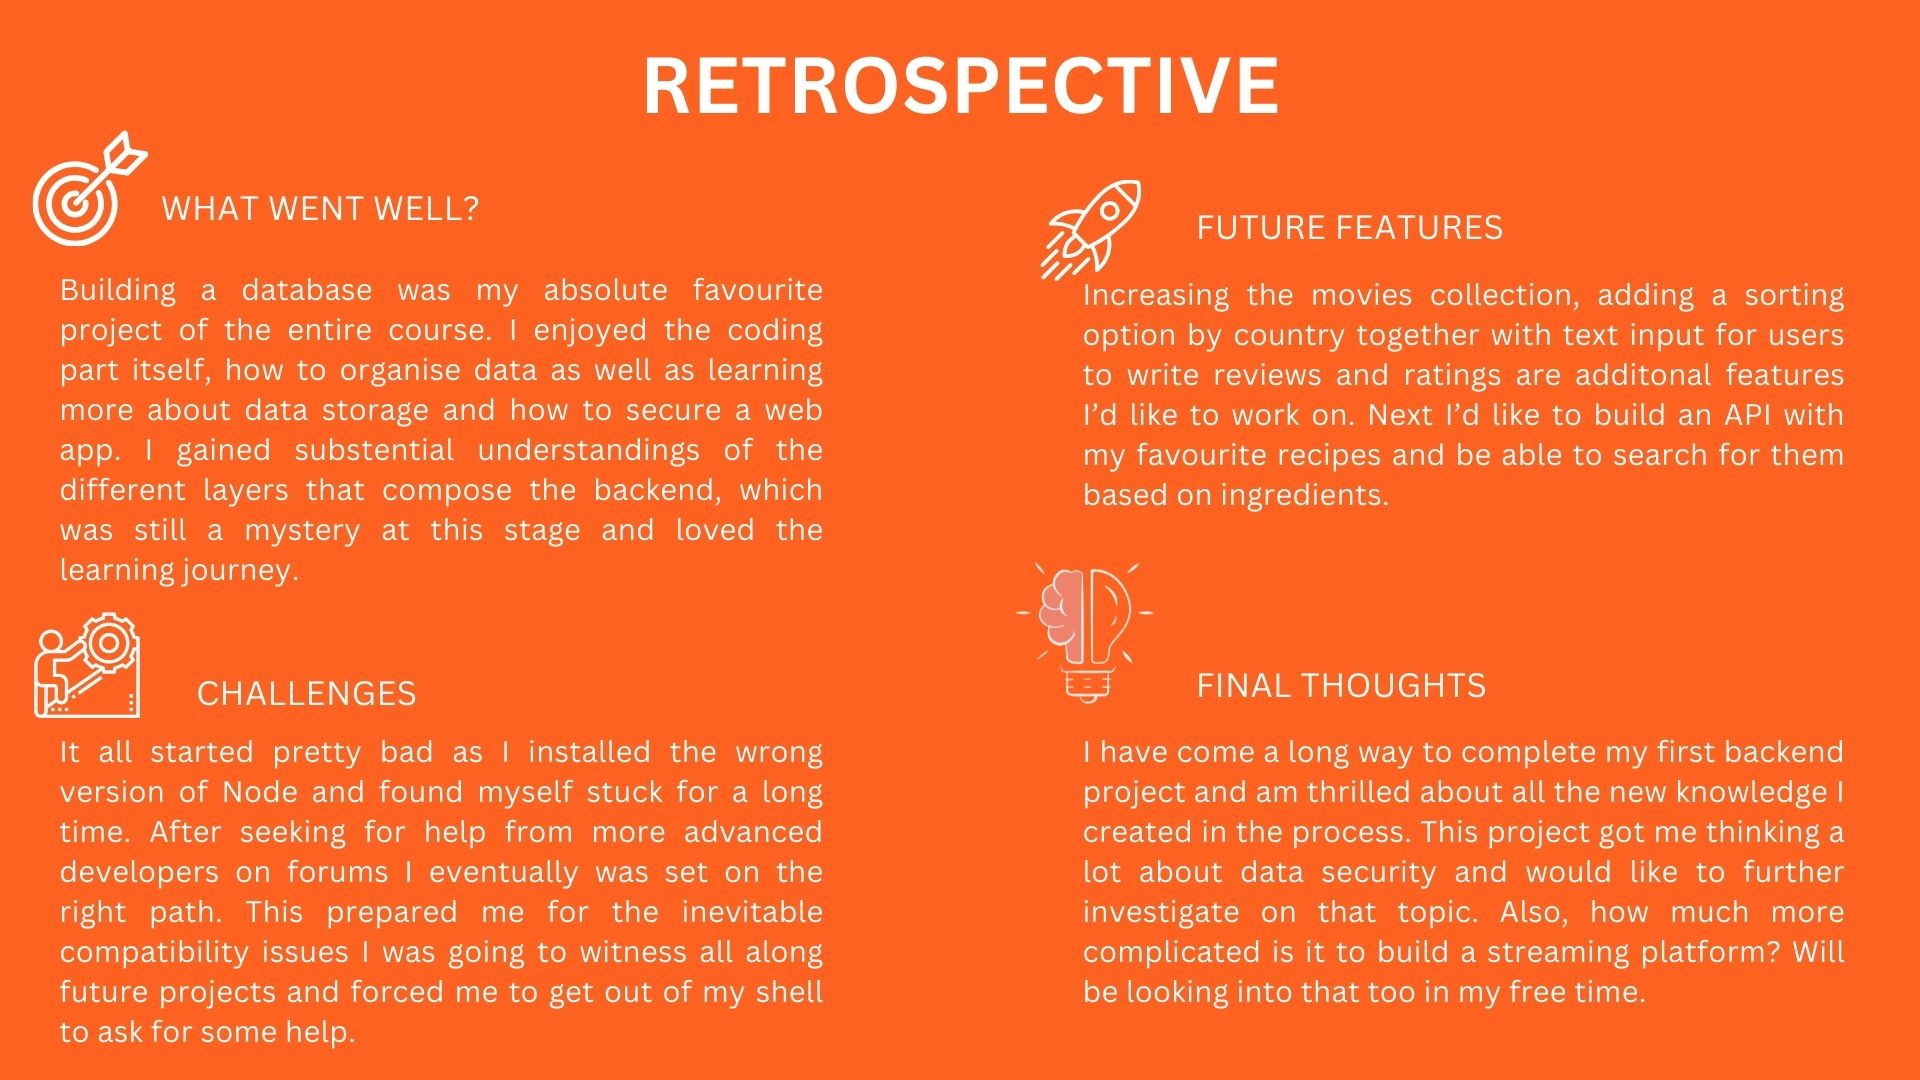 RETROSPECTIVE
WHAT WENT WELL?
Building a database was my absolute favourite
project of the entire course. I enjoyed the coding
part itself, how to organise data as well as learning
more about data storage and how to secure a web
app. I gained substential understandings of the
different layers that compose the backend, which
was still a mystery at this stage and loved the
learning journey.
CHALLENGES
It all started pretty bad as I installed the wrong
version of Node and found myself stuck for a long
time. After seeking for help from more advanced
developers on forums I eventually was set on the
right path. This prepared me for the inevitable
compatibility issues I was going to witness all along
future projects and forced me to get out of my shell
to ask for some help.
FUTURE FEATURES
Increasing the movies collection, adding a sorting
option by country together with text input for users
to write reviews and ratings are additonal features
I’d like to work on. Next I’d like to build an API with
my favourite recipes and be able to search for them
based on ingredients.
FINAL THOUGHTS
I have come a long way to complete my first backend
project and am thrilled about all the new knowledge I
created in the process. This project got me thinking a
lot about data security and would like to further
investigate on that topic. Also, how much more
complicated is it to build a streaming platform? Will
be looking into that too in my free time.